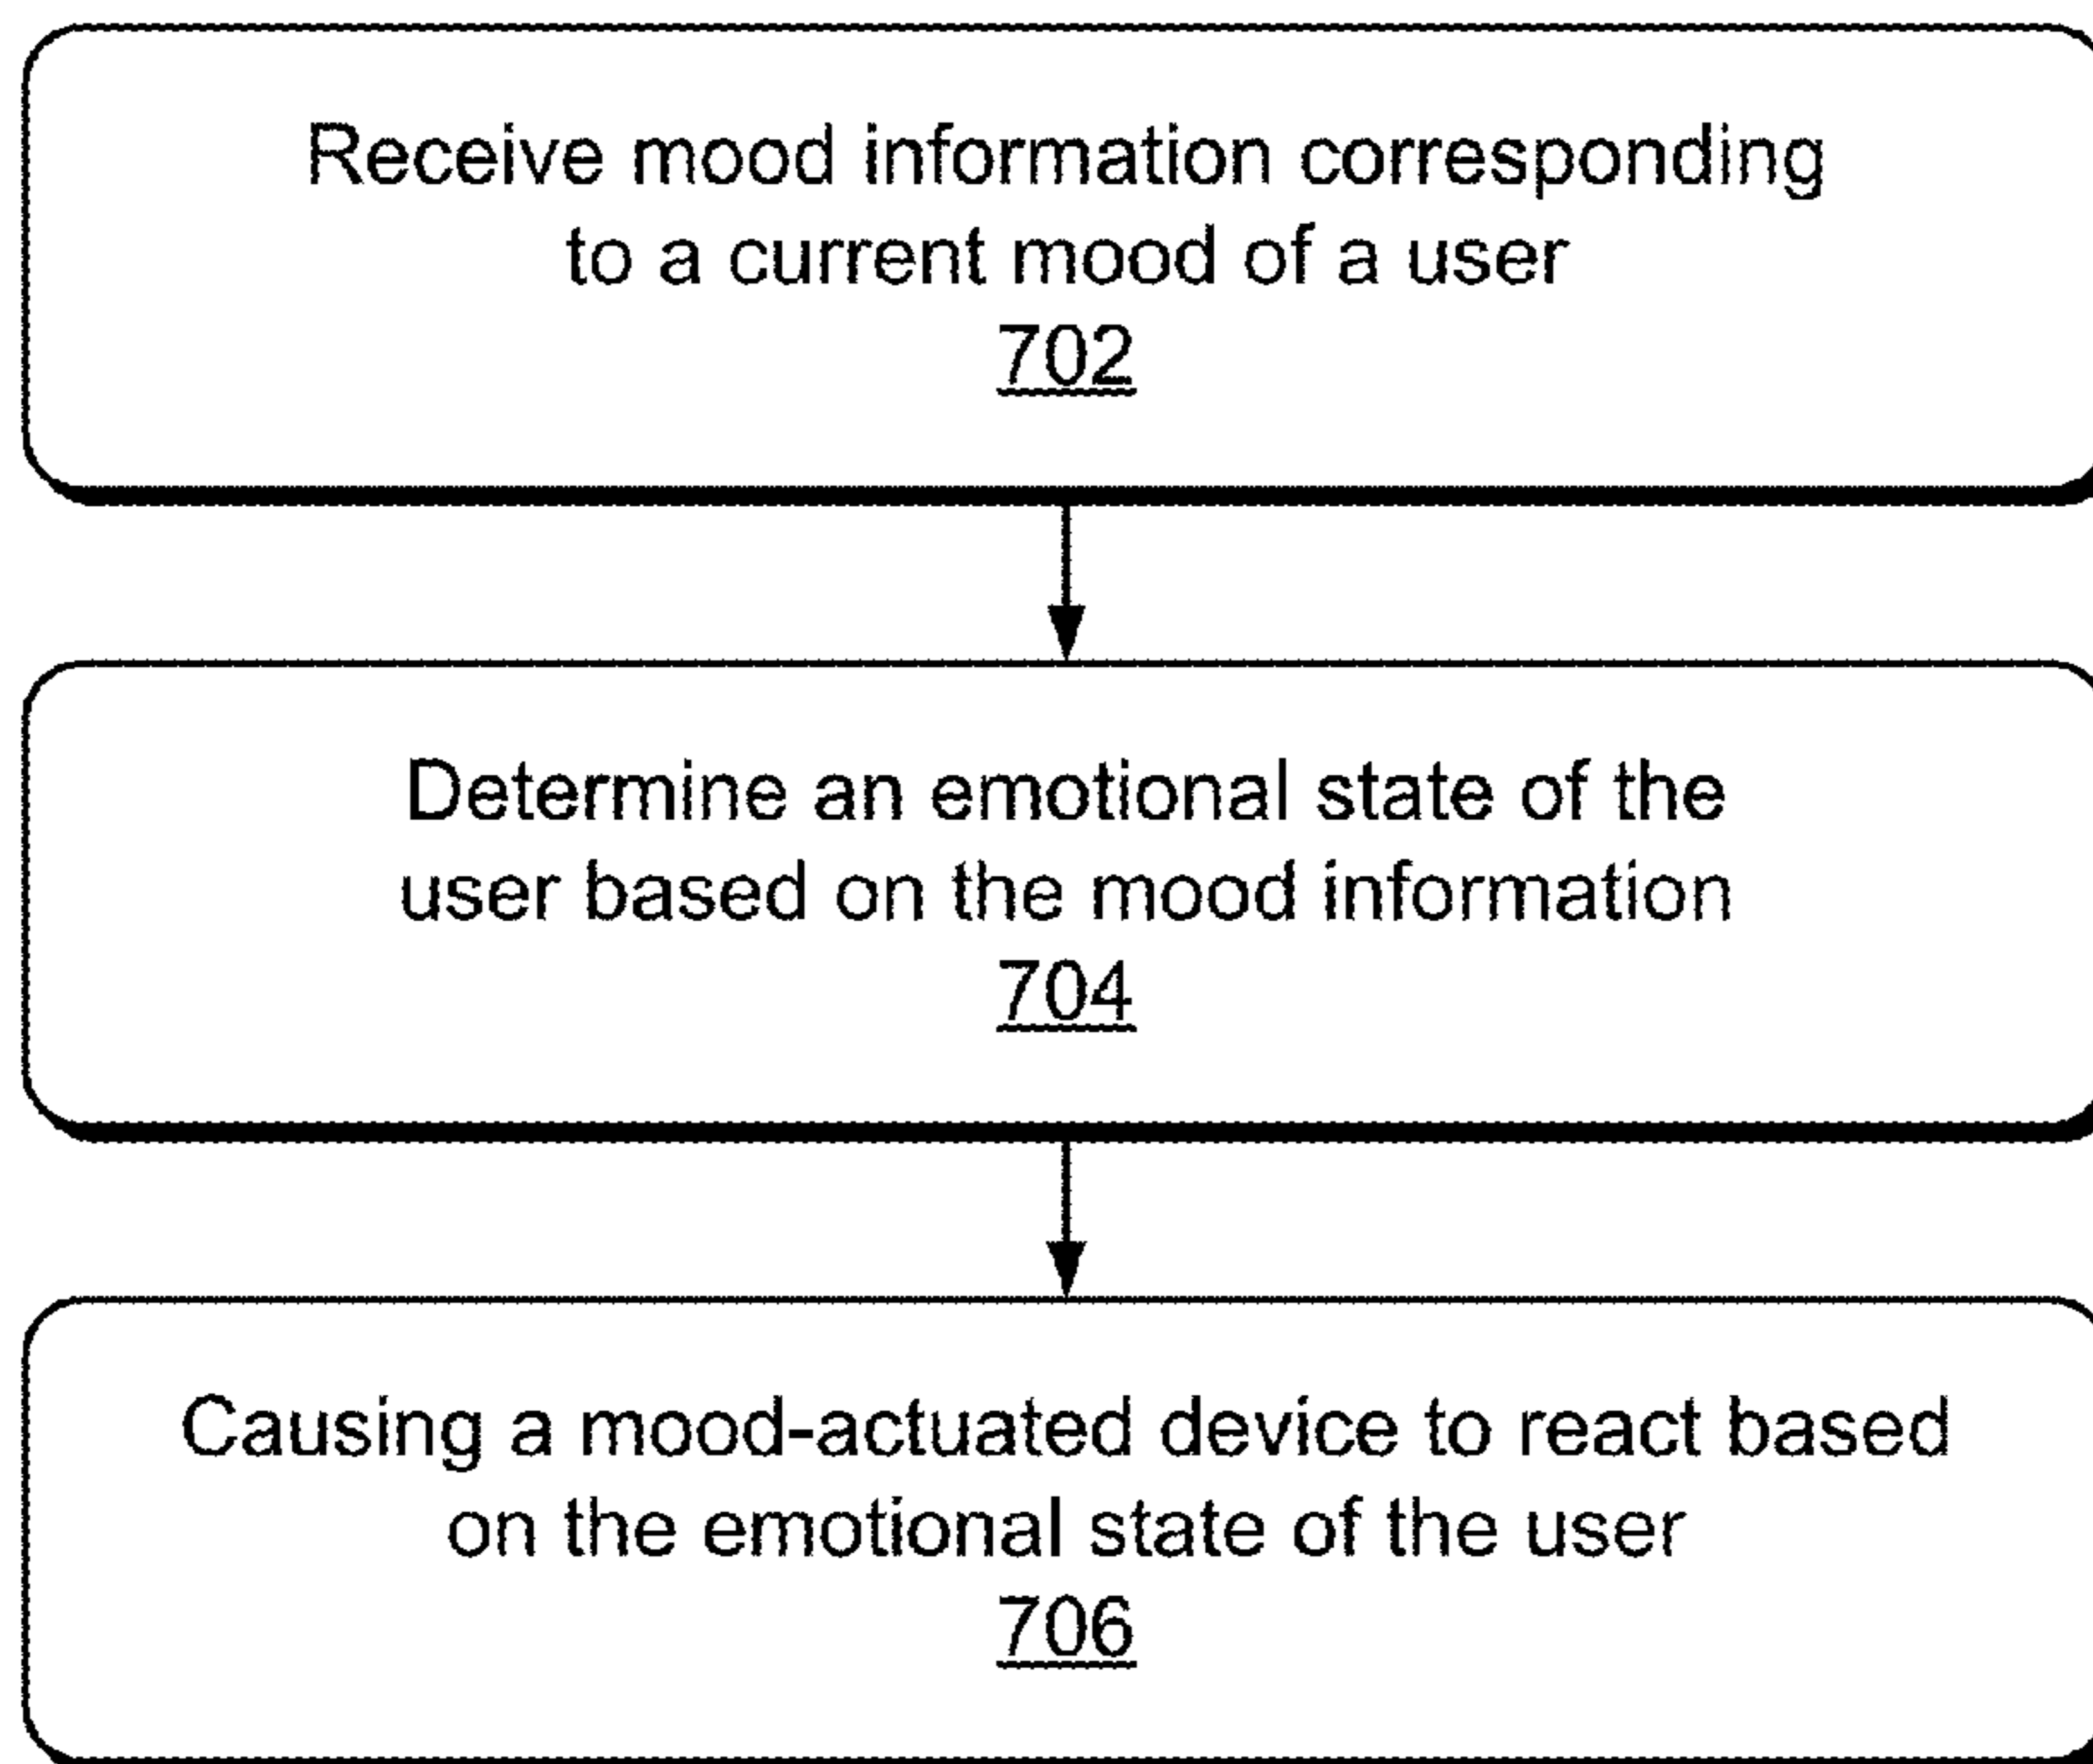 Receive mood information corresponding
to a current mood of a user
702
Determine an emotional state of the
user based on the mood information
704
Causing a mood-actuated device to react based
on the emotional state of the user
706